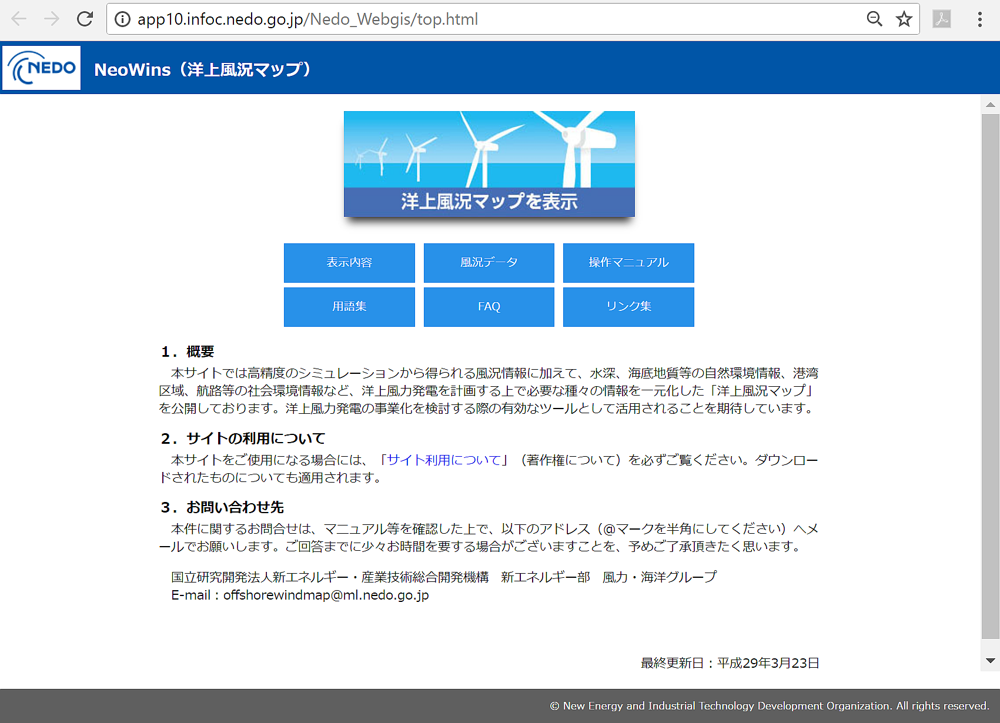 app10.infoc.nedo.go.jp/Nedo_Webgis/top.html
NEDO
NeoWins（洋上風況マップ）
洋上風況マップを表示
表示内容
風況データ
操作マニュアル
用語集
FAQ
リンク集
１．概要
本サイトでは高精度のシミュレーションから得られる風況情報に加えて、水深、海底地質等の自然環境情報、港湾
区域、航路等の社会環境情報など、洋上風力発電を計画する上で必要な種々の情報を一元化した「洋上風況マップ」
を公開しております。洋上風力発電の事業化を検討する際の有効なツールとして活用されることを期待しています。
２．サイトの利用について
本サイトをご使用になる場合には、「サイト利用について」（著作権について）を必ずご覧ください。ダウンロー
ドされたものについても適用されます。
３．お問い合わせ先
本件に関するお問合せは、マニュアル等を確認した上で、以下のアドレス（@マークを半角にしてください）へメ
ールでお願いします。ご回答までに少々お時間を要する場合がございますことを、予めご了承頂きたく思います。
国立研究開発法人新エネルギー・産業技術総合開発機構　新エネルギー部　風力・海洋グループ
E-mail：offshorewindmap@ml.nedo.go.jp
最終更新日：平成29年3月23日
© New Energy and Industrial Technology Development Organization. All rights reserved.